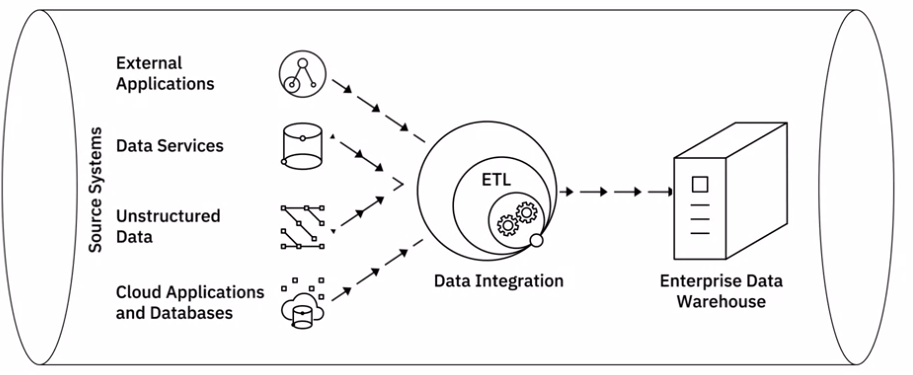 Source Systems
External
Applications
Data Services
Unstructured
Data
Cloud Applications
and Databases
ETL
Data Integration
Enterprise Data
Warehouse